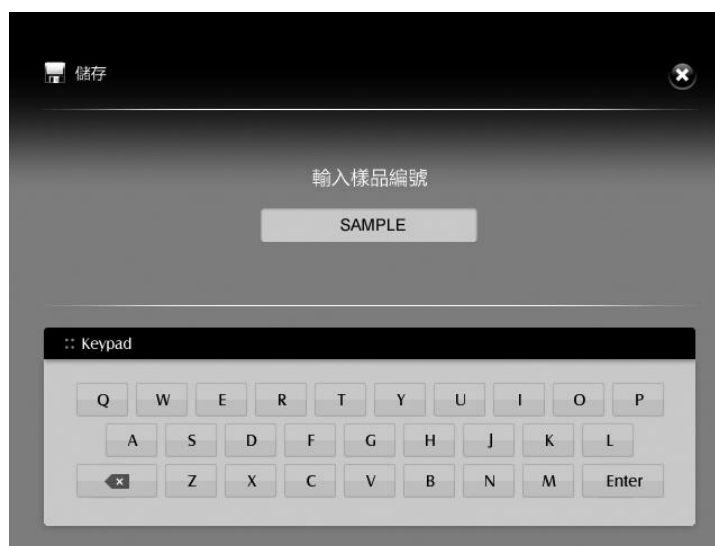 儲存
輸入樣品編號
SAMPLE
:: Keypad
Q W E R T Y U I O P
A S D F G H J K L
Z X C V B N M Enter